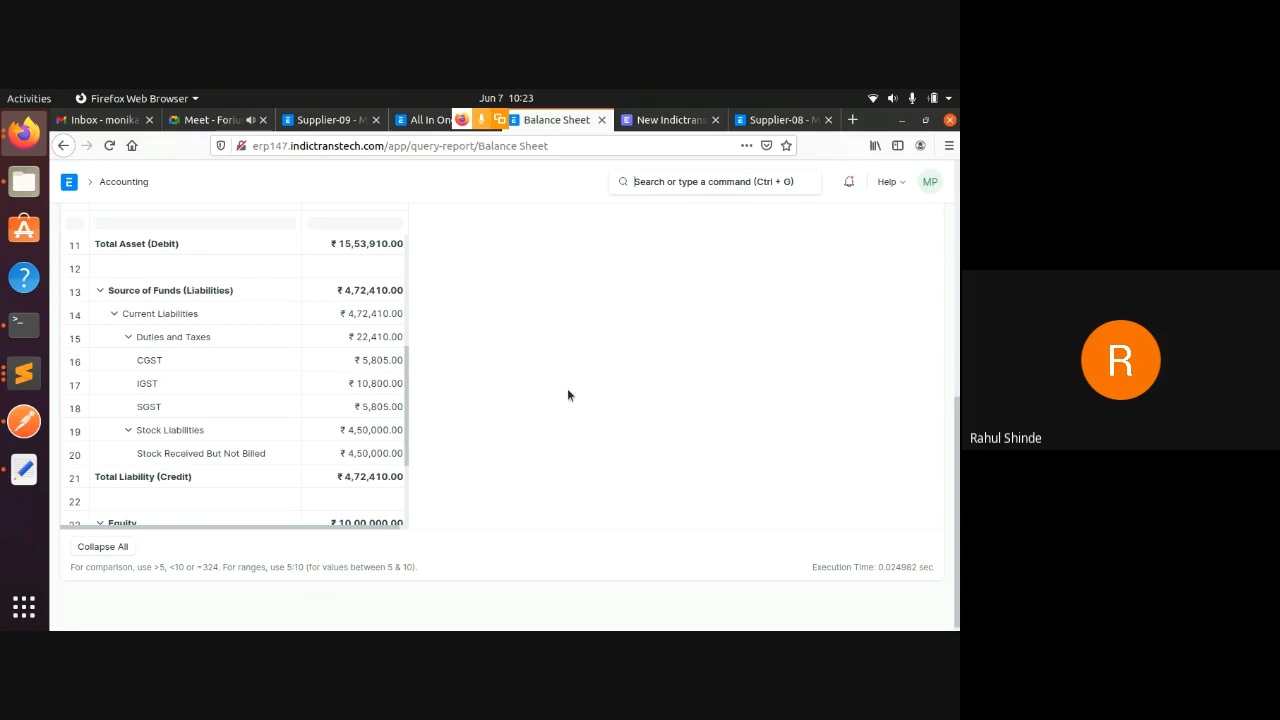 Activities Firefox Web Browser Jun 7 10:23
Inbox - monika Meet - Foriu Supplier-09 - M All In On Balance Sheet New Indictrans Supplier-08 - M
erp147.indictranstech.com/app/query-report/Balance Sheet
E Accounting Search or type a command (Ctrl + G) Help MP
11 Total Asset (Debit) ₹ 15,53,910.00
12
13 Source of Funds (Liabilities) ₹ 4,72,410.00
14 Current Liabilities ₹ 4,72,410.00
15 Duties and Taxes ₹ 22,410.00
16 CGST ₹ 5,805.00
17 IGST ₹ 10,800.00
18 SGST ₹ 5,805.00
19 Stock Liabilities ₹ 4,50,000.00
20 Stock Received But Not Billed ₹ 4,50,000.00
21 Total Liability (Credit) ₹ 4,72,410.00
22
23 Equity ₹ 10,00,000.00
Collapse All
For comparison, use >5, <10 or =324. For ranges, use 5:10 (for values between 5 & 10). Execution Time: 0.024982 sec
R
Rahul Shinde